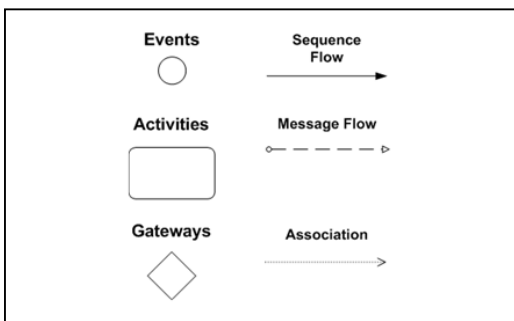 Events
Sequence
Flow
Activities
Message Flow
Gateways
Association